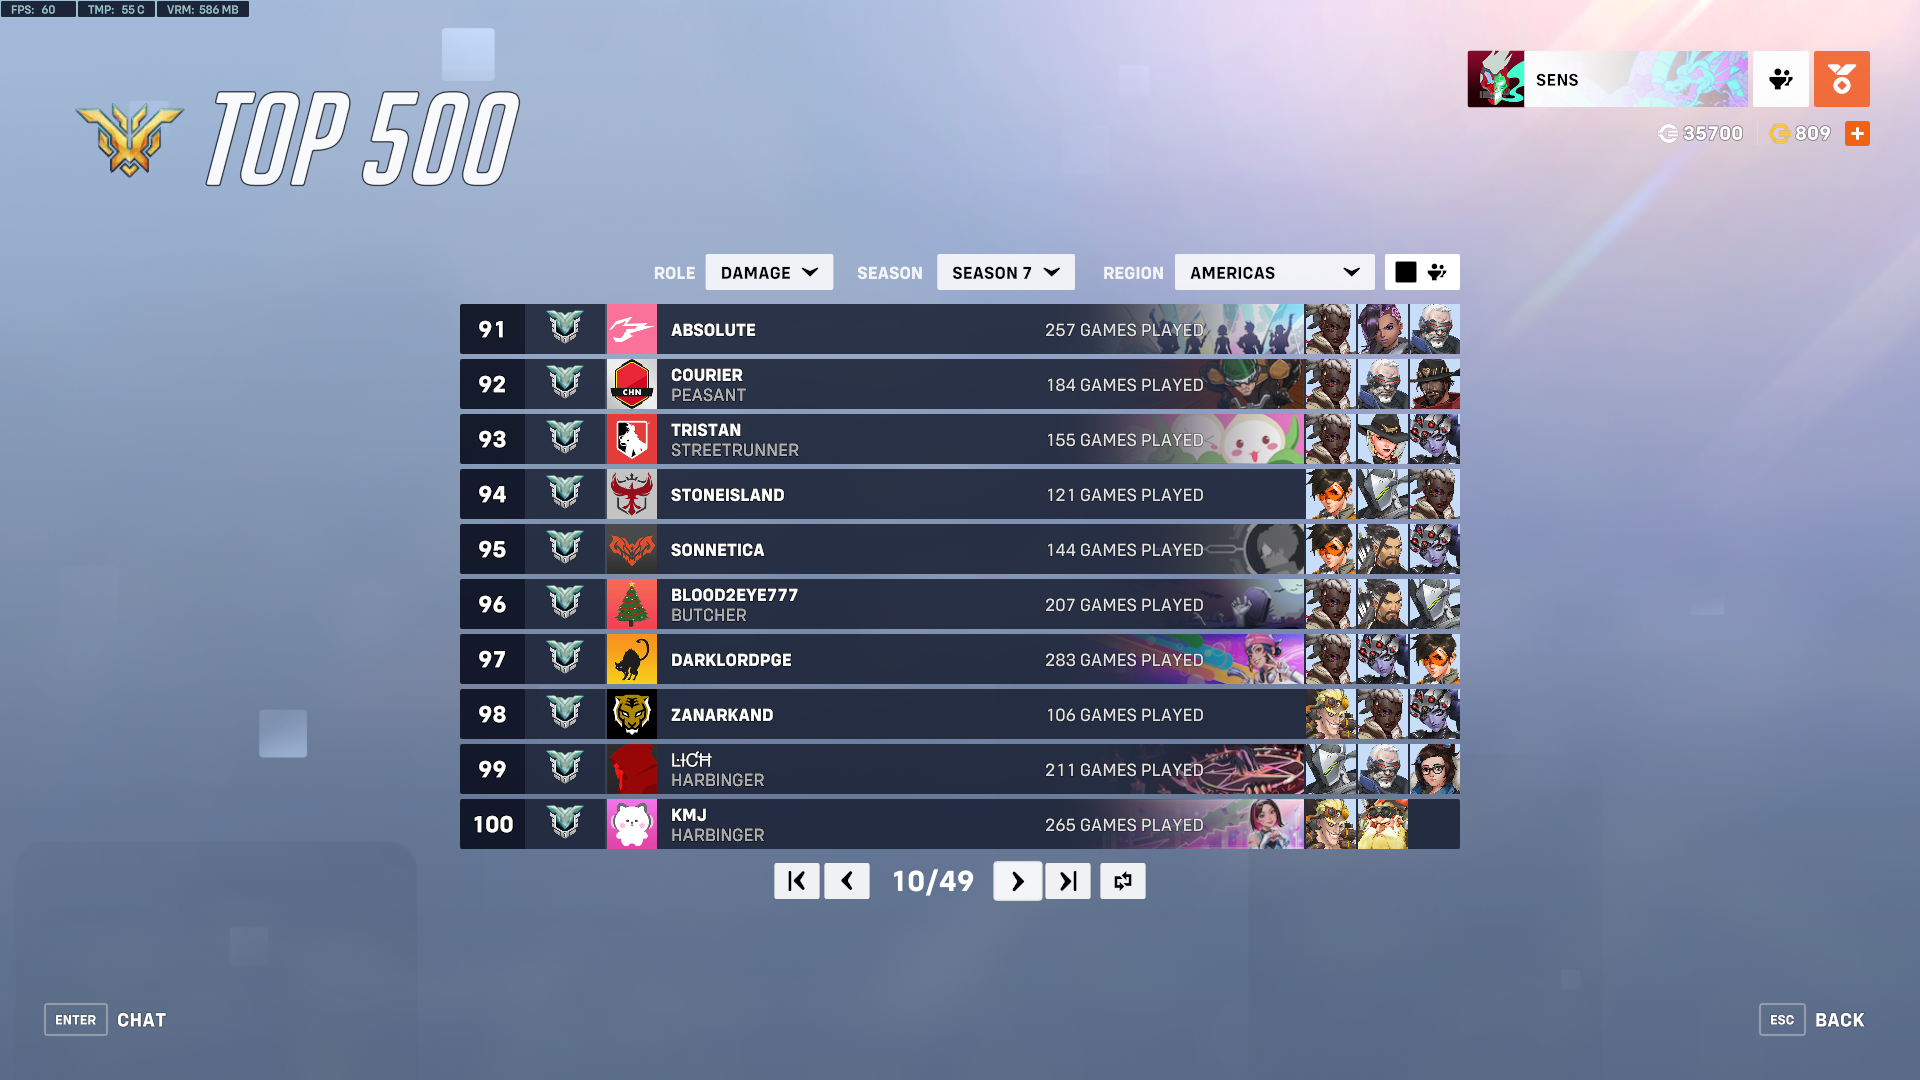 FPS: 60 TMP: 55 C VRM: 586 MB
TOP 500
SENS
35700 809
ROLE DAMAGE SEASON SEASON 7 REGION AMERICAS
91 ABSOLUTE 257 GAMES PLAYED
92 COURIER 184 GAMES PLAYED
PEASANT
CHN
93 TRISTAN 155 GAMES PLAYED
STREETRUNNER
94 STONEISLAND 121 GAMES PLAYED
95 SONNETICA 144 GAMES PLAYED
96 BLOOD2EYE777 207 GAMES PLAYED
BUTCHER
97 DARKLORDPGE 283 GAMES PLAYED
98 ZANARKAND 106 GAMES PLAYED
99 ŁƗƇĦ 211 GAMES PLAYED
HARBINGER
100 KMJ 265 GAMES PLAYED
HARBINGER
10/49
ENTER CHAT
ESC BACK